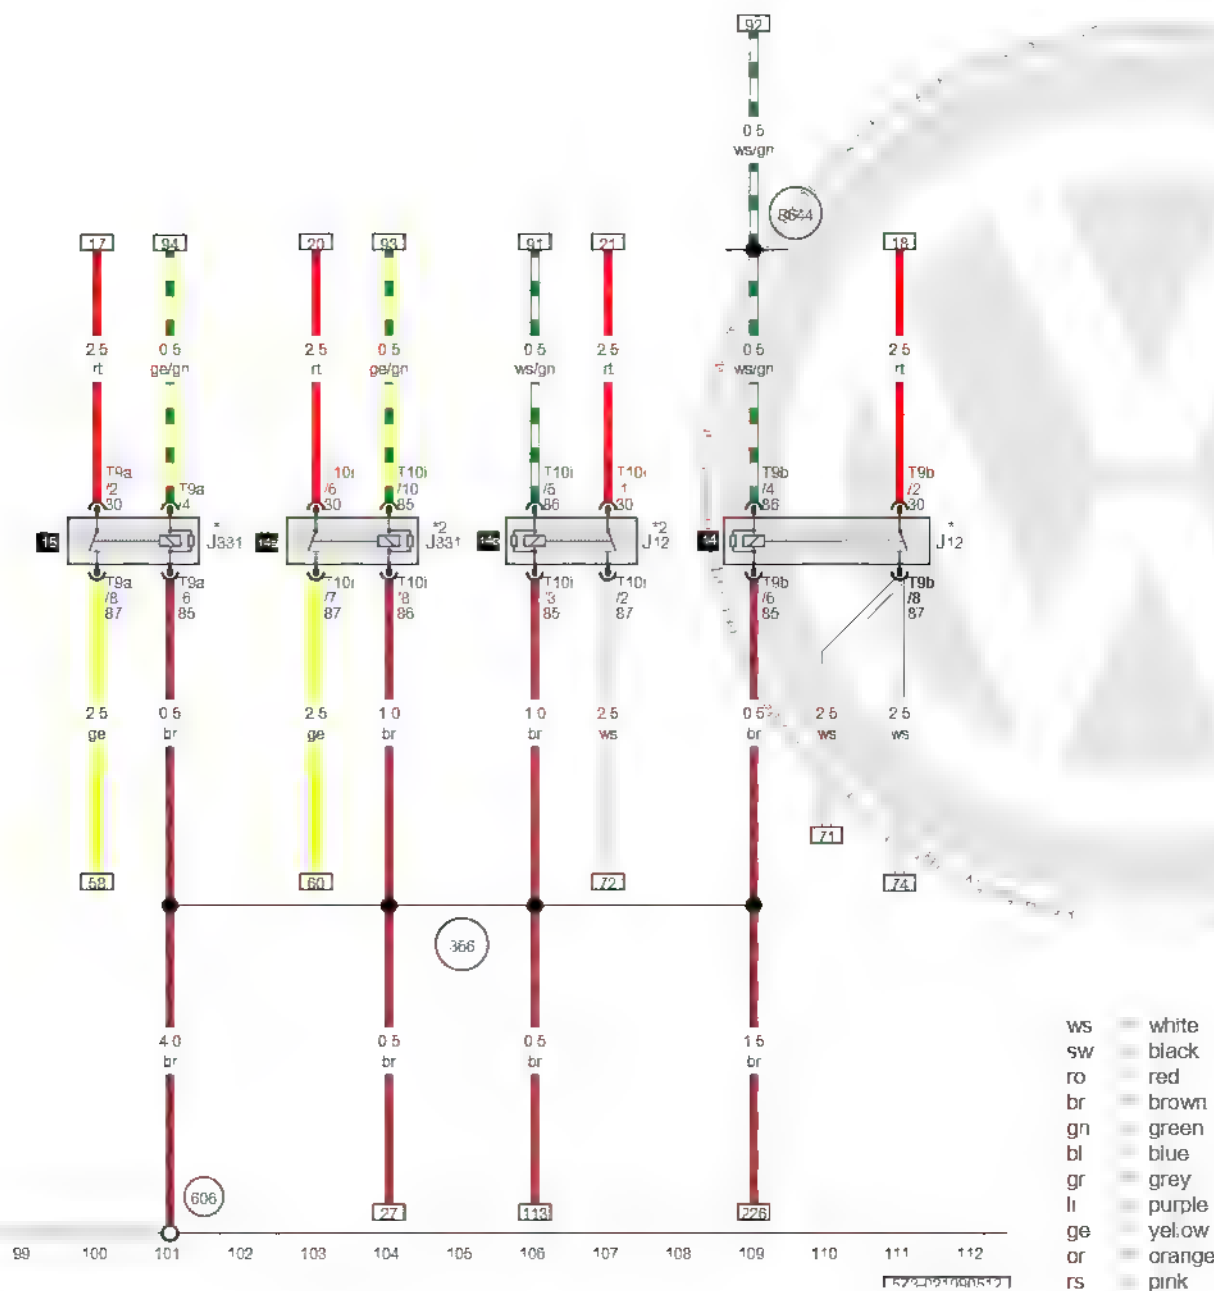 92
0.5
ws/gn
17
94
20
93
91
21
18
2.5
rt
0.5
ge/gn
2.5
rt
0.5
ge/gn
0.5
ws/gn
2.5
rt
0.5
ws/gn
2.5
rt
T9a
/2
30
T9a
/4
/6
30
T10i
/10
85
T10i
/5
86
T10i
30
T9b
/4
86
T9b
/2
30
15
*
J331
*2
J331
*2
J12
14
*
J12
T9a
/8
87
T9a
6
85
T10i
/7
87
T10i
/8
86
T10i
/3
85
T10i
/2
87
T9b
/6
85
T9b
/8
87
2.5
ge
0.5
br
2.5
ge
1.0
br
1.0
br
2.5
ws
0.5
br
2.5
ws
2.5
ws
71
58
60
72
74
366
4.0
br
0.5
br
0.5
br
1.5
br
606
27
113
226
99 100 101 102 103 104 105 106 107 108 109 110 111 112
ws = white
sw = black
ro = red
br = brown
gn = green
bl = blue
gr = grey
li = purple
ge = yellow
or = orange
rs = pink